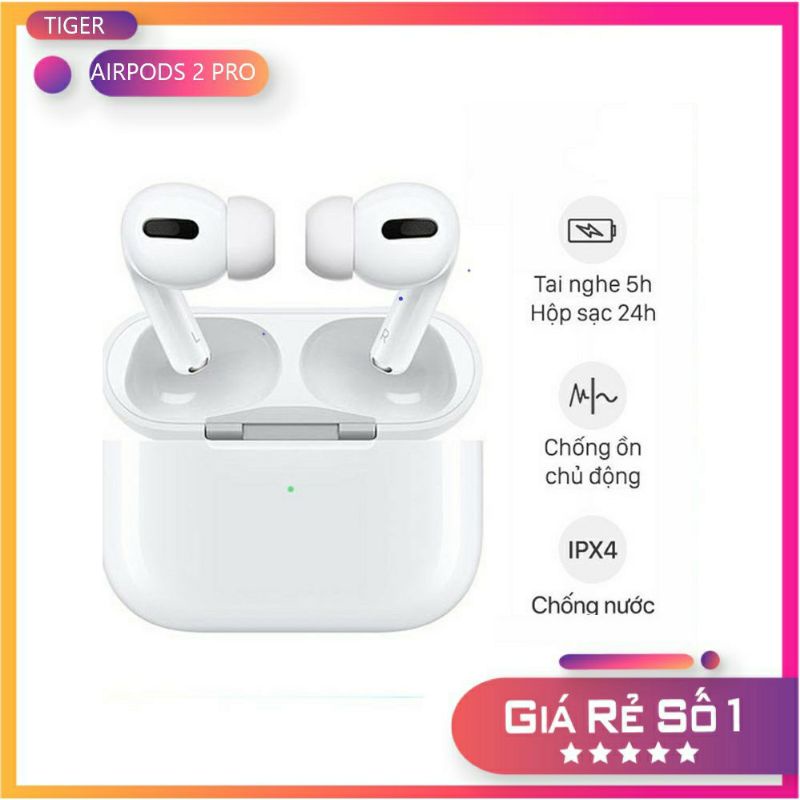 TIGER
AIRPODS 2 PRO
L
R
Tai nghe 5h
Hộp sạc 24h
Chống ồn
chủ động
IPX4
Chống nước
GIÁ RẺ SỐ 1